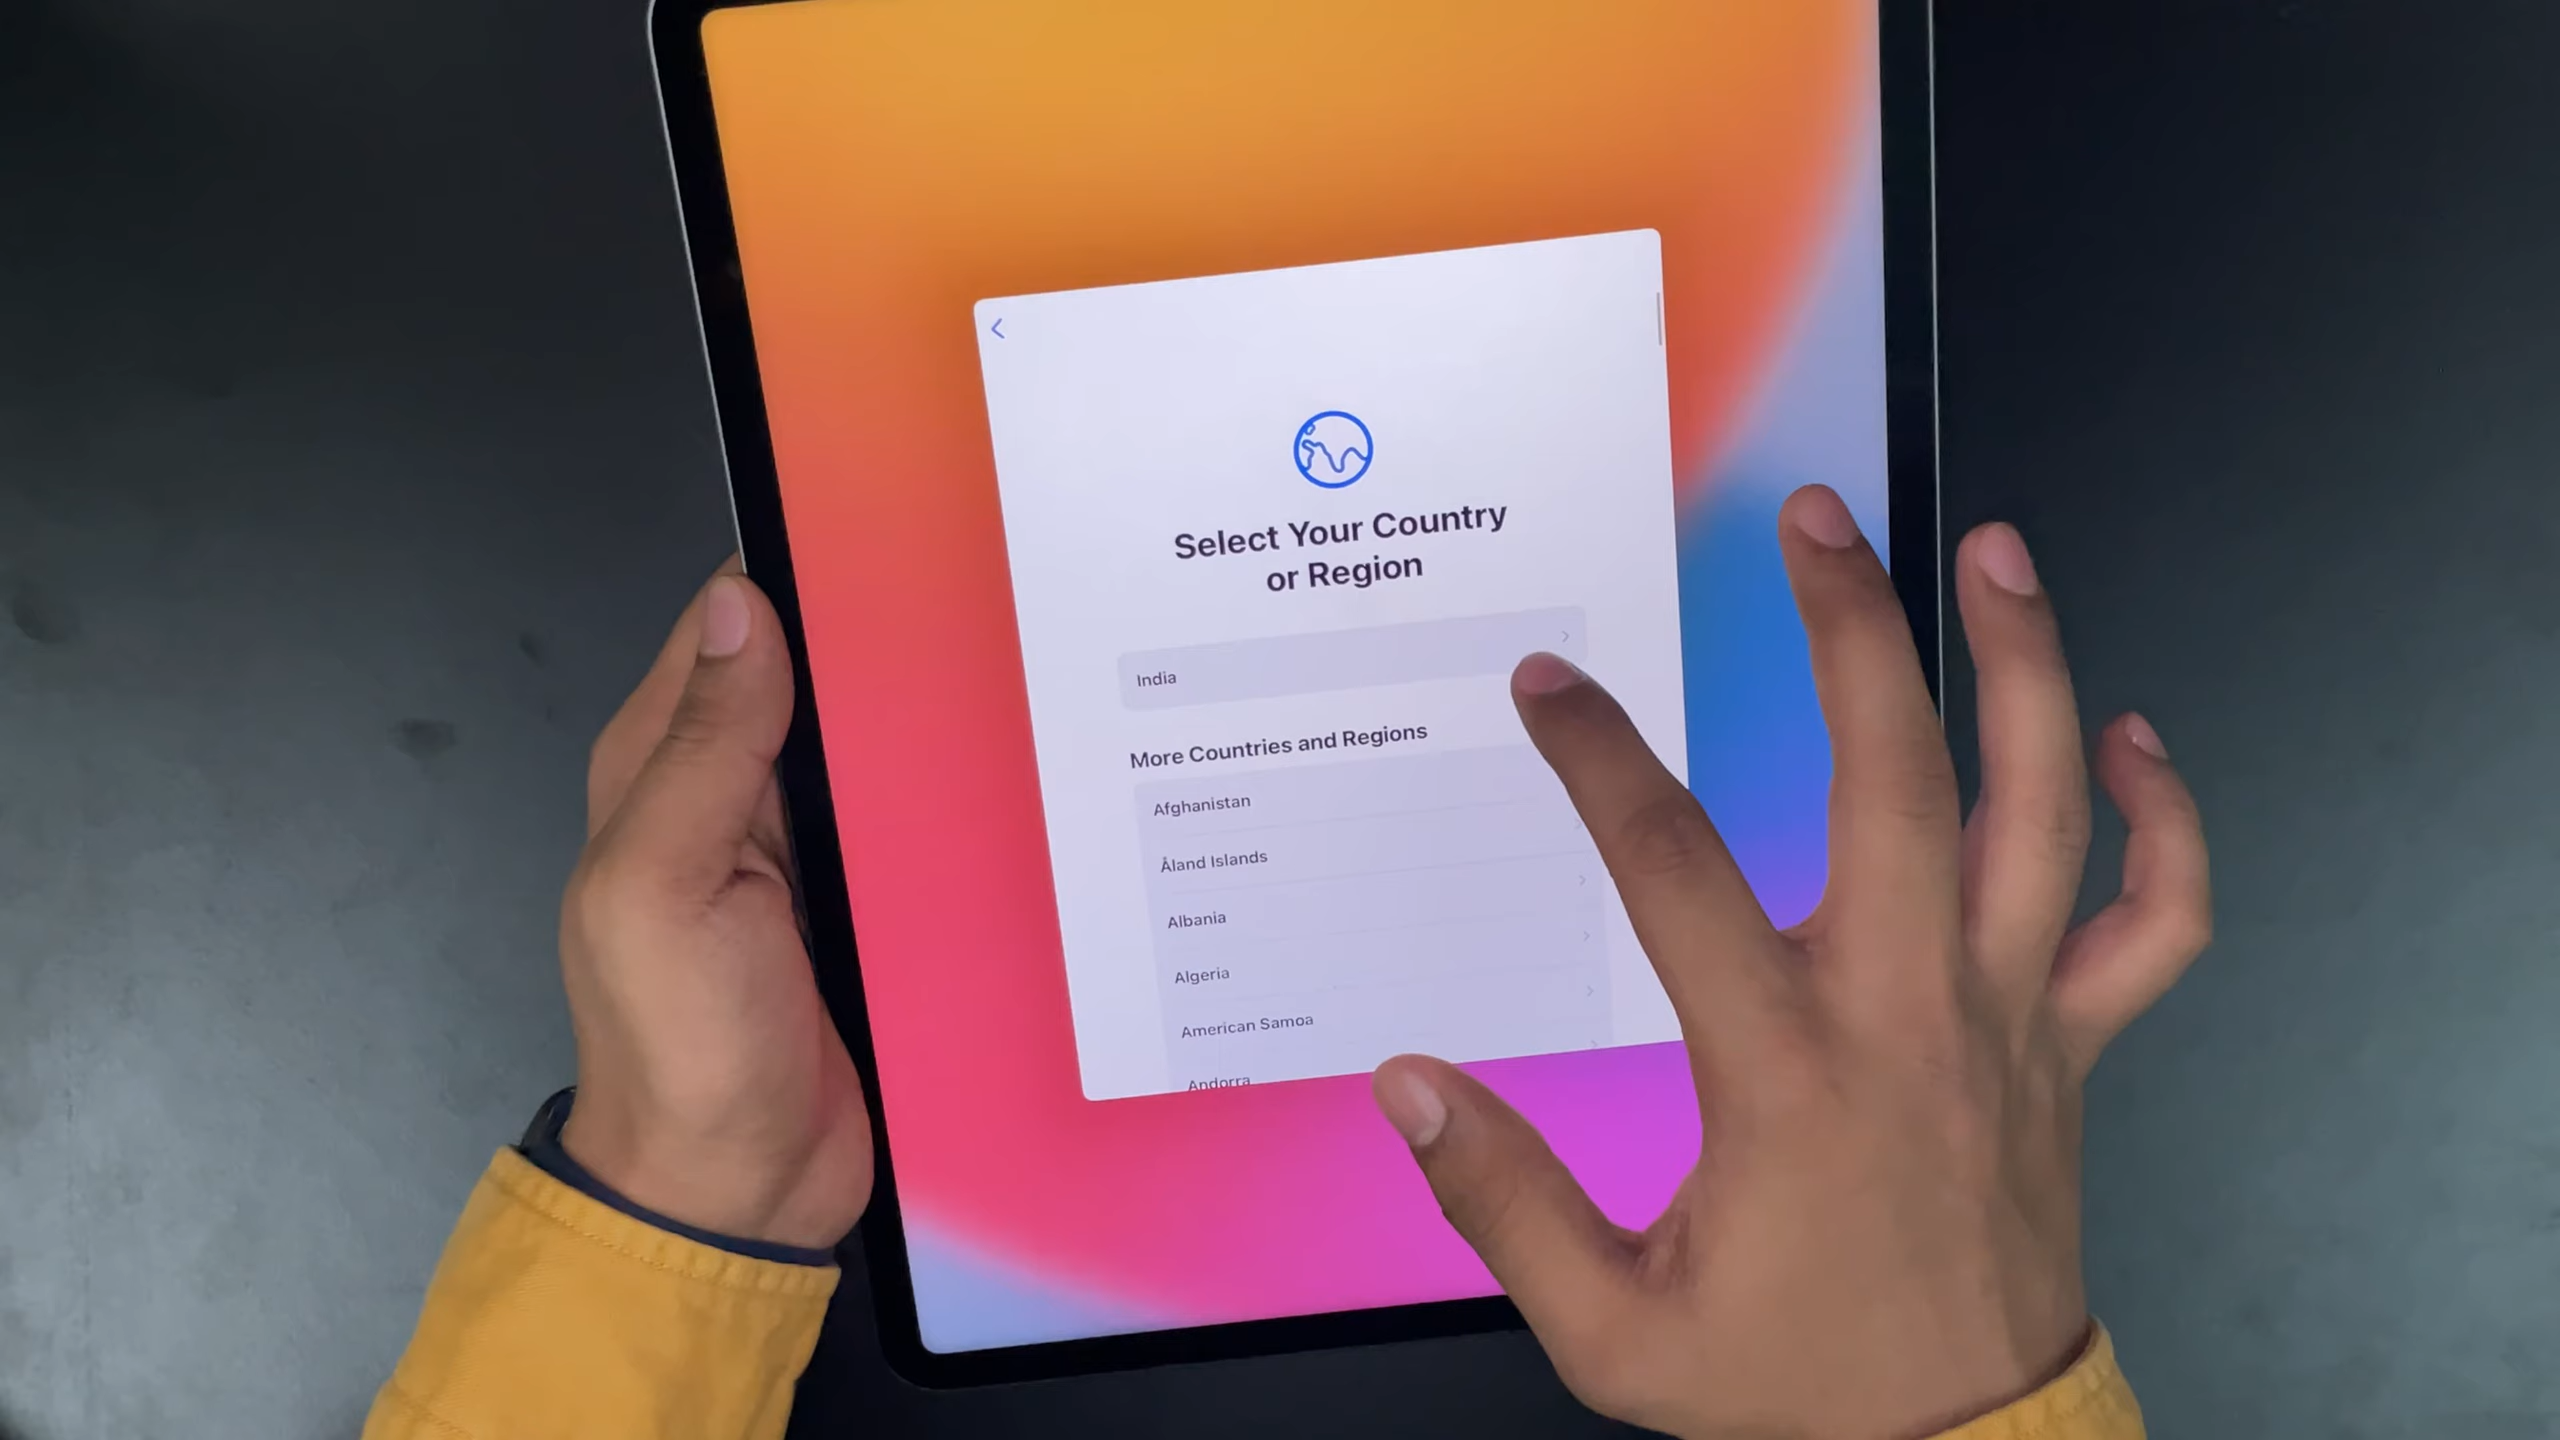 Select Your Country
or Region
India
More Countries and Regions
Afghanistan
Åland Islands
Albania
Algeria
American Samoa
Andorra